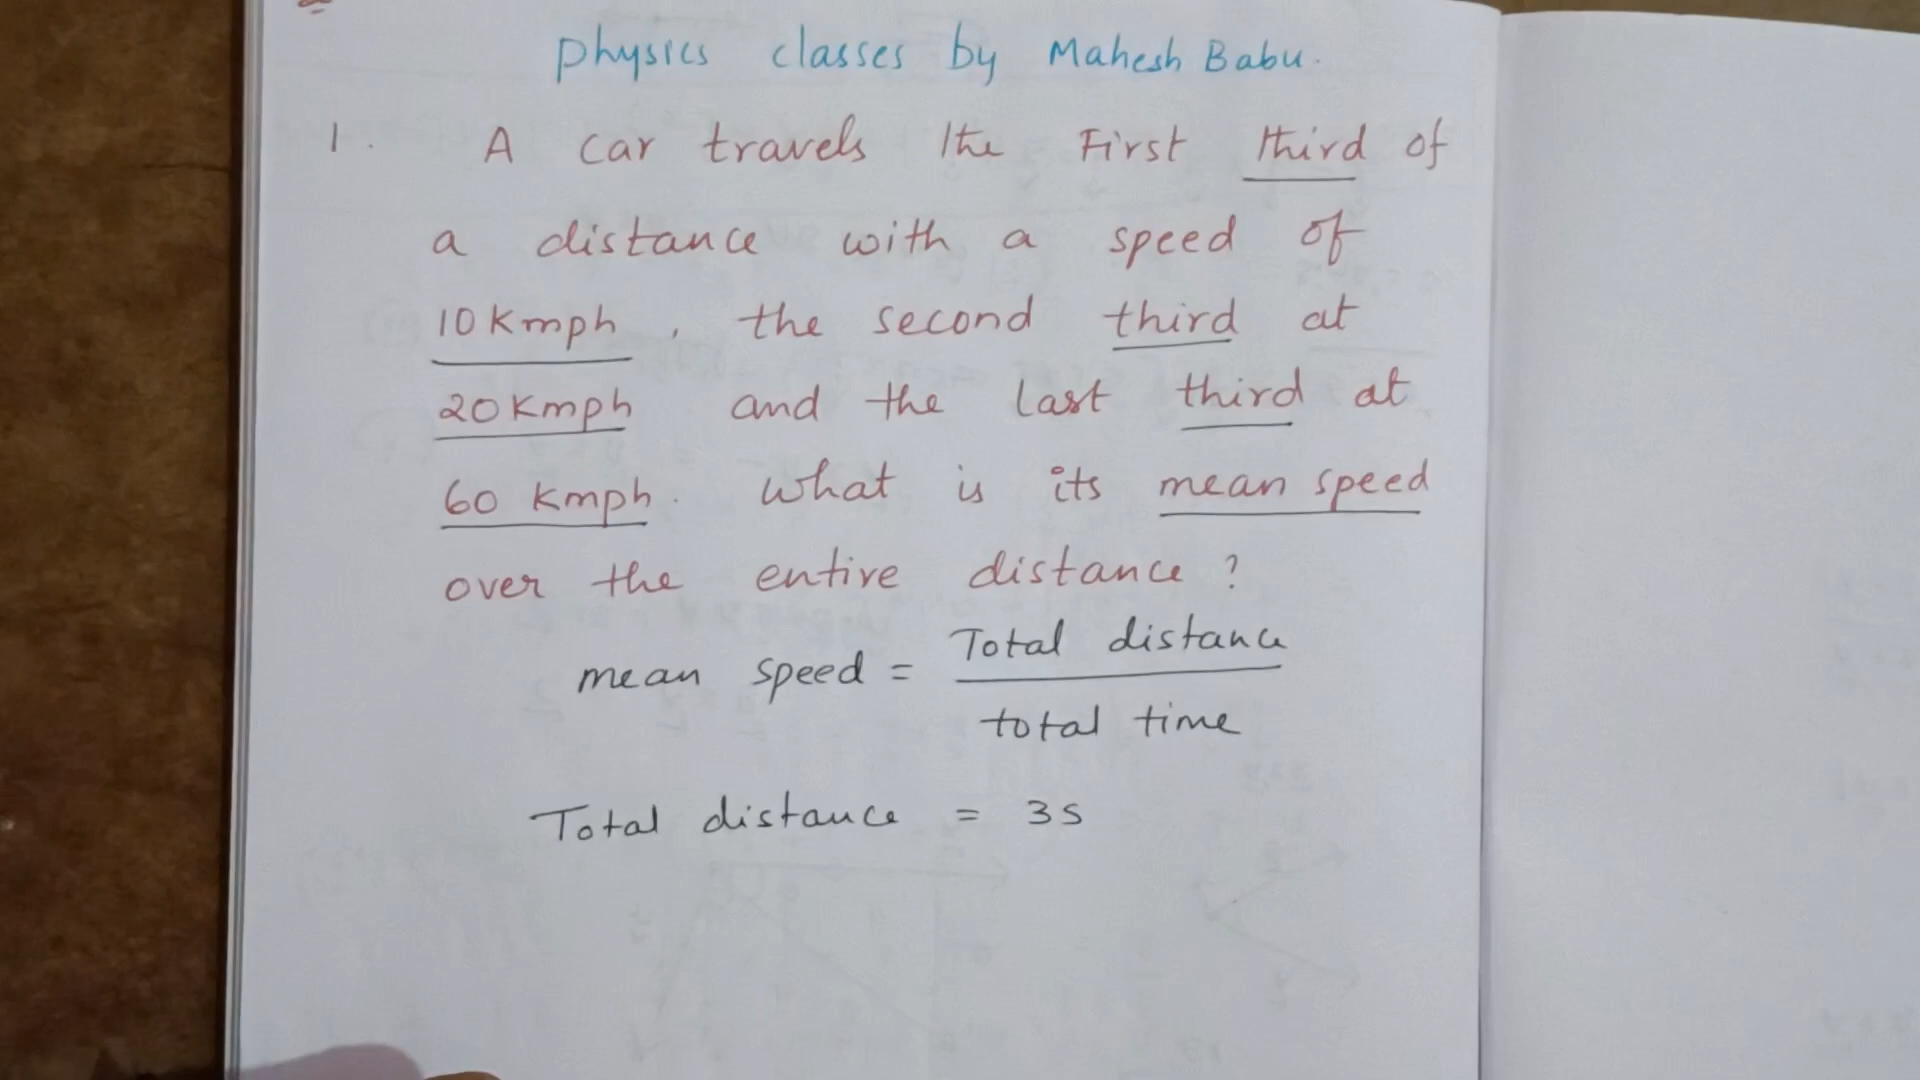 Physics classes by Mahesh Babu.
1. A car travels the First third of
a distance with a speed of
10 Kmph, the second third at
20 Kmph and the last third at
60 Kmph. What is its mean speed
over the entire distance?
mean speed = Total distance
total time
Total distance = 3s